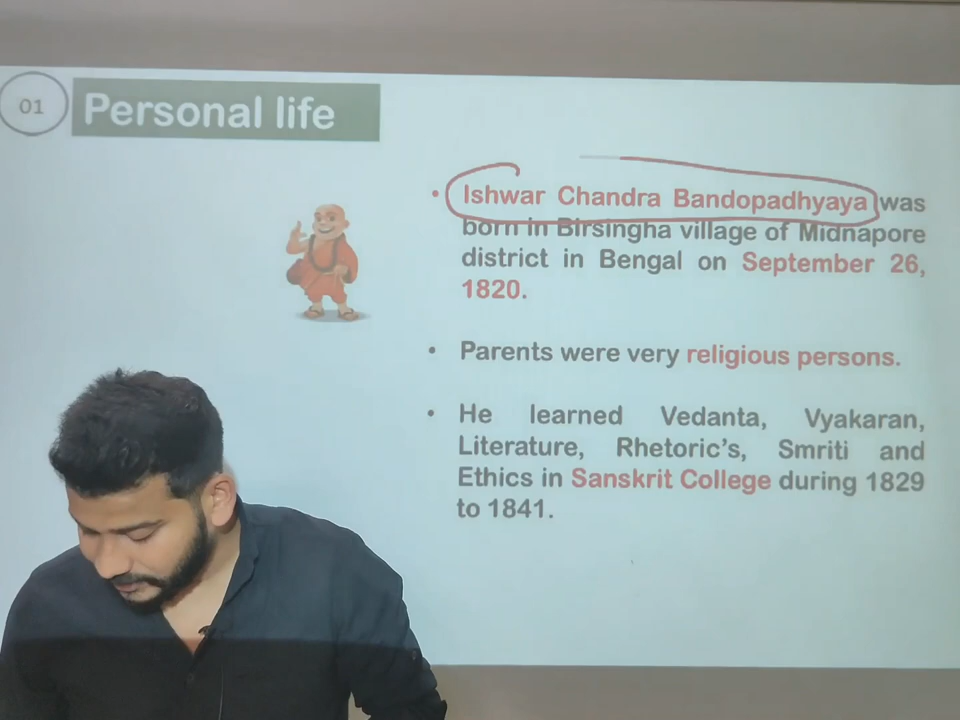 01
Personal life
• Ishwar Chandra Bandopadhyaya was
born in Birsingha village of Midnapore
district in Bengal on September 26,
1820.
• Parents were very religious persons.
• He learned Vedanta, Vyakaran,
Literature, Rhetoric's, Smriti and
Ethics in Sanskrit College during 1829
to 1841.